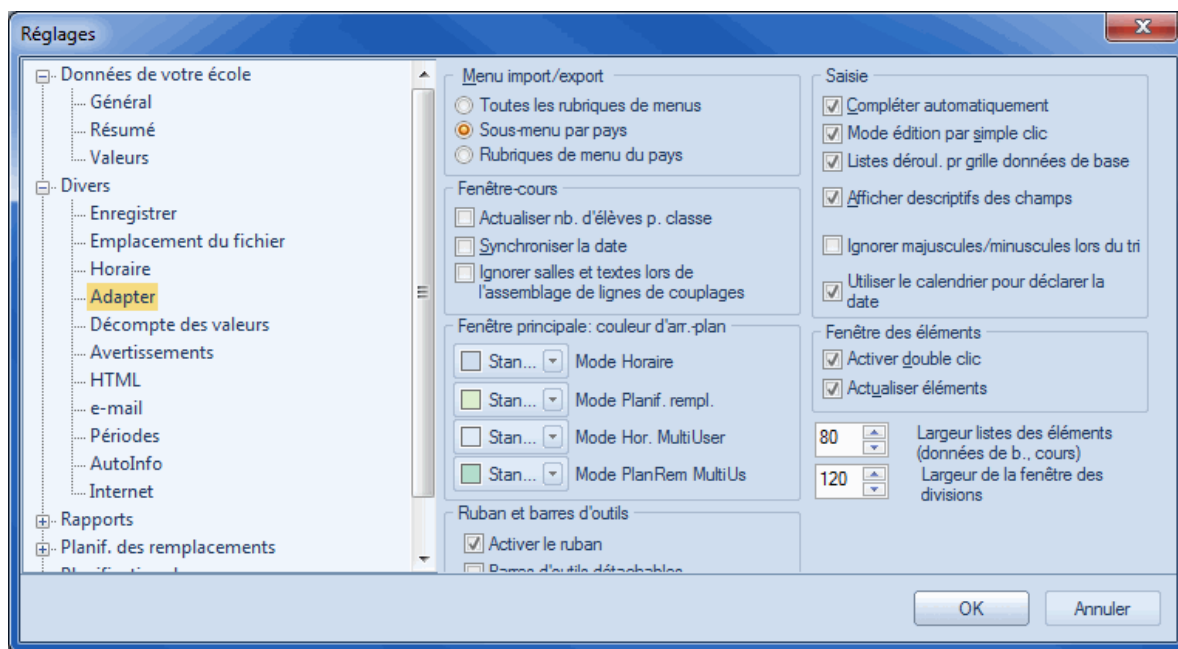 Réglages
Données de votre école
Général
Résumé
Valeurs
Divers
Enregistrer
Emplacement du fichier
Horaire
Adapter
Décompte des valeurs
Avertissements
HTML
e-mail
Périodes
AutoInfo
Internet
Rapports
Planif. des remplacements
Menu import/export
Toutes les rubriques de menus
Sous-menu par pays
Rubriques de menu du pays
Fenêtre-cours
Actualiser nb. d'élèves p. classe
Synchroniser la date
Ignorer salles et textes lors de
l'assemblage de lignes de couplages
Fenêtre principale: couleur d'arr.-plan
Stan... Mode Horaire
Stan... Mode Planif. rempl.
Stan... Mode Hor. MultiUser
Stan... Mode PlanRem MultiUs
Ruban et barres d'outils
Activer le ruban
Barres d'outils détachables
Saisie
Compléter automatiquement
Mode édition par simple clic
Listes déroul. pr grille données de base
Afficher descriptifs des champs
Ignorer majuscules/minuscules lors du tri
Utiliser le calendrier pour déclarer la
date
Fenêtre des éléments
Activer double clic
Actualiser éléments
80 Largeur listes des éléments
(données de b., cours)
120 Largeur de la fenêtre des
divisions
OK Annuler